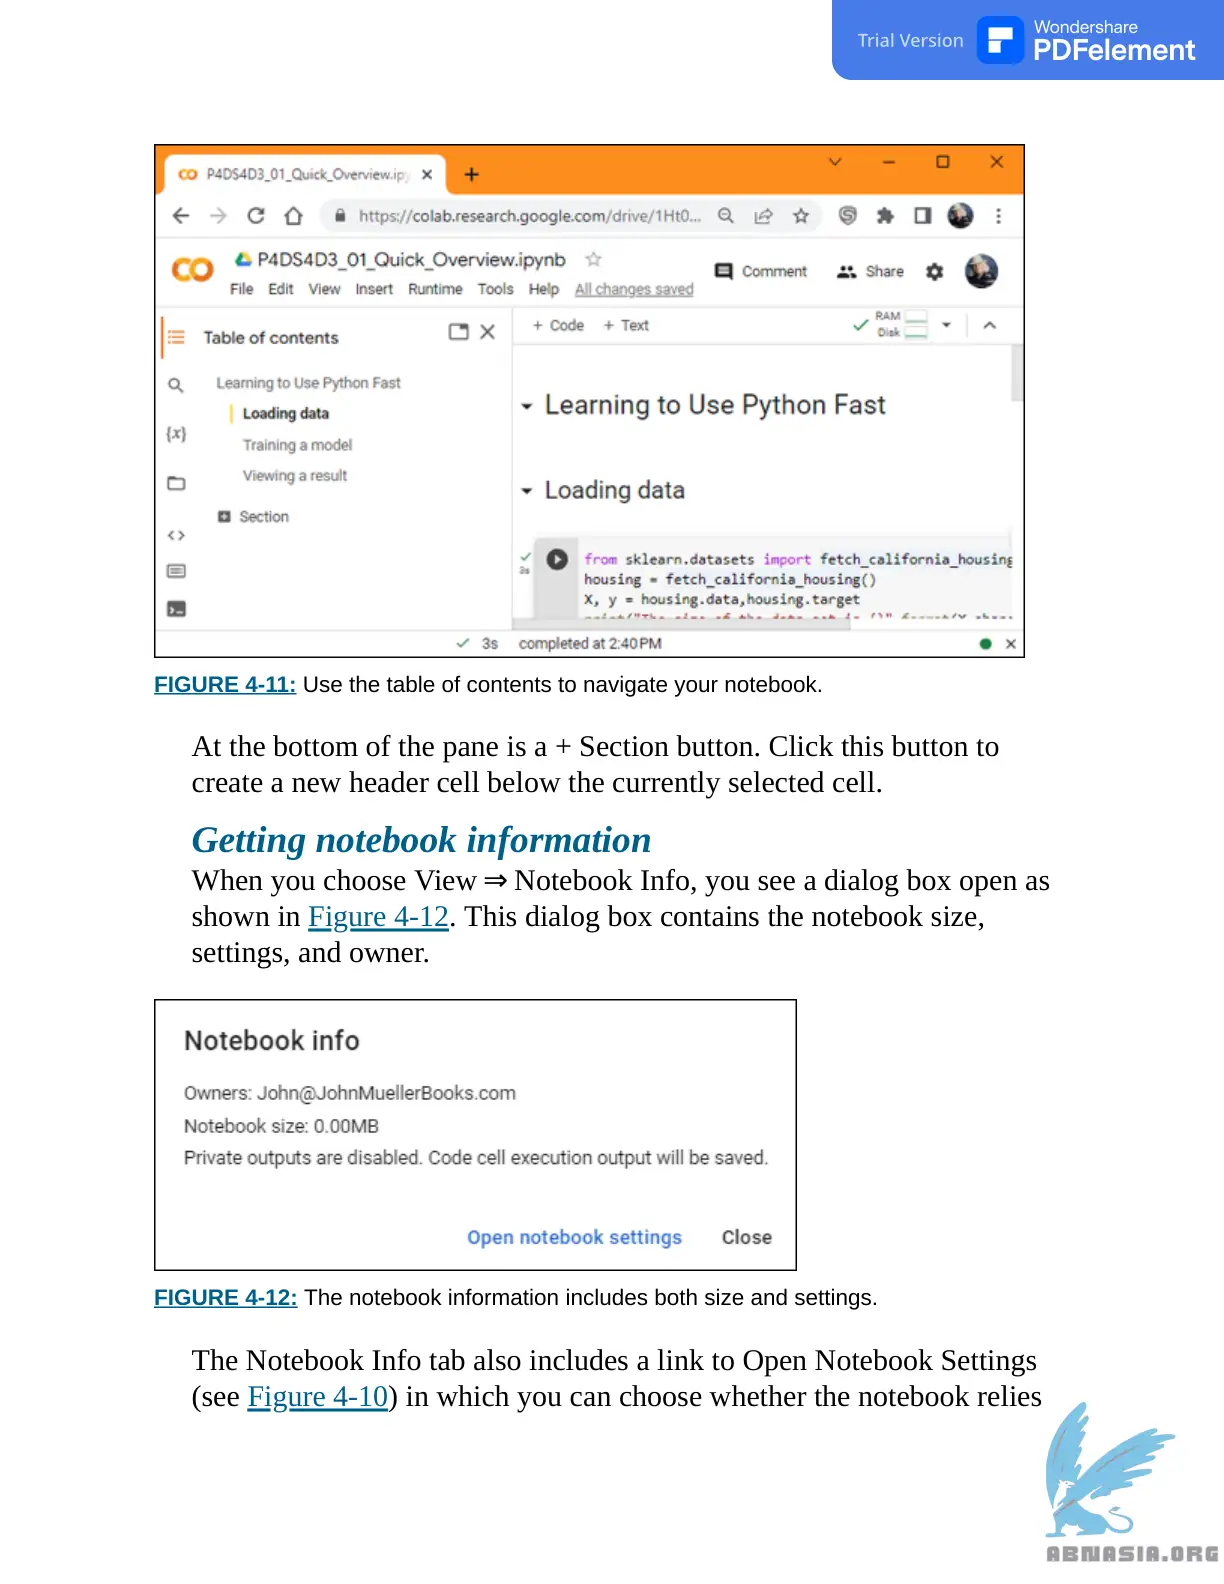 Trial Version
Wondershare
PDFelement
P4DS4D3_01_Quick_Overview.ipy
https://colab.research.google.com/drive/1Ht0...
CO
P4DS4D3_01_Quick_Overview.ipynb
Comment
Share
File Edit View Insert Runtime Tools Help All changes saved
Table of contents
+ Code + Text
RAM
Disk
Learning to Use Python Fast
Loading data
Training a model
Viewing a result
Section
{x}
Learning to Use Python Fast
Loading data
3s
from sklearn.datasets import fetch_california_housing
housing = fetch_california_housing()
X, y = housing.data,housing.target
3s completed at 2:40 PM
FIGURE 4-11: Use the table of contents to navigate your notebook.
At the bottom of the pane is a + Section button. Click this button to
create a new header cell below the currently selected cell.
Getting notebook information
When you choose View ⇒ Notebook Info, you see a dialog box open as
shown in Figure 4-12. This dialog box contains the notebook size,
settings, and owner.
Notebook info
Owners: John@JohnMuellerBooks.com
Notebook size: 0.00MB
Private outputs are disabled. Code cell execution output will be saved.
Open notebook settings Close
FIGURE 4-12: The notebook information includes both size and settings.
The Notebook Info tab also includes a link to Open Notebook Settings
(see Figure 4-10) in which you can choose whether the notebook relies
ABNASIA.ORG